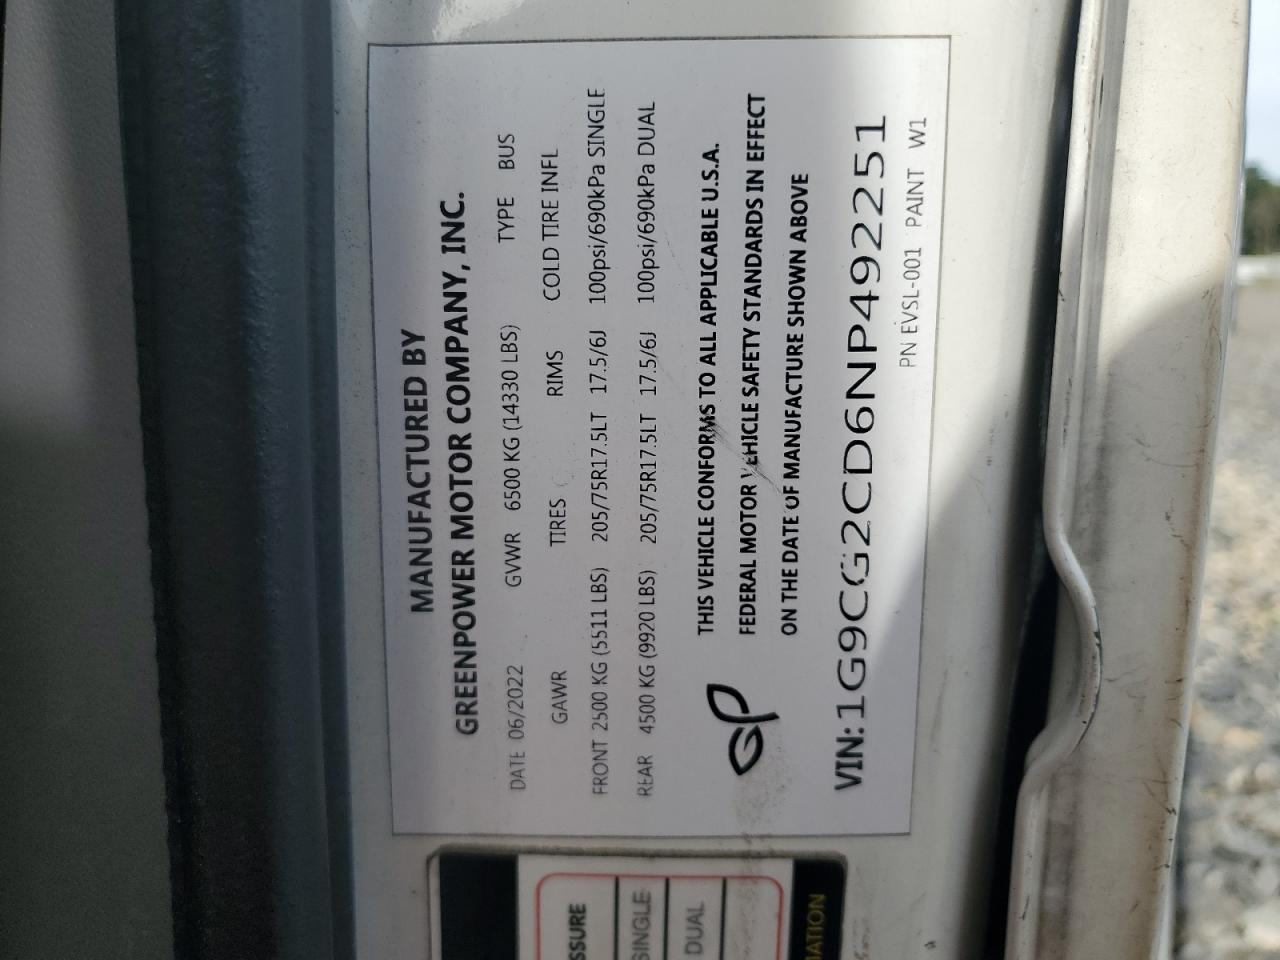 MANUFACTURED BY
GREENPOWER MOTOR COMPANY, INC.
DATE 06/2022 GVWR 6500 KG (14330 LBS) TYPE BUS
GAWR TIRES RIMS COLD TIRE INFL
FRONT 2500 KG (5511 LBS) 205/75R17.5LT 17.5/6J 100psi/690kPa SINGLE
REAR 4500 KG (9920 LBS) 205/75R17.5LT 17.5/6J 100psi/690kPa DUAL
GP
THIS VEHICLE CONFORMS TO ALL APPLICABLE U.S.A.
FEDERAL MOTOR VEHICLE SAFETY STANDARDS IN EFFECT
ON THE DATE OF MANUFACTURE SHOWN ABOVE
VIN:1G9CG2CD6NP492251
PN EVSL-001 PAINT W1
SSURE
SINGLE
DUAL
MATION